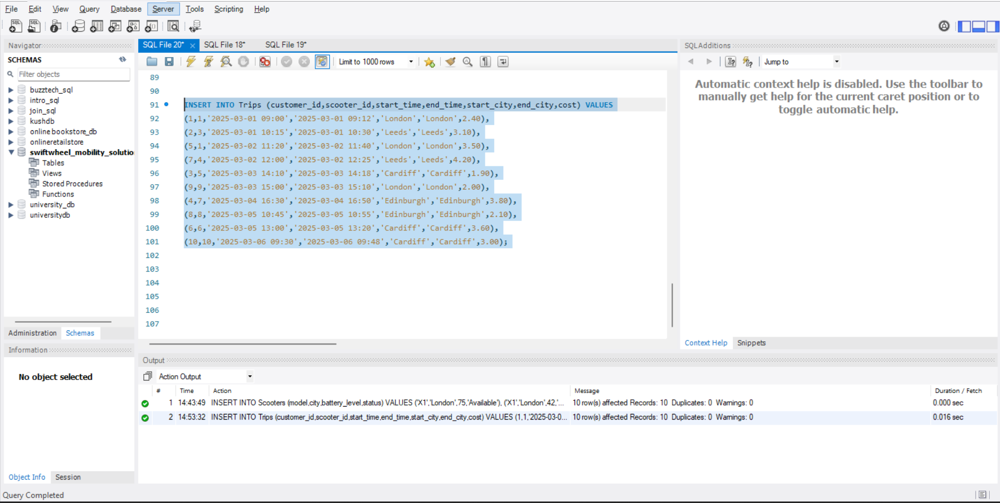 File Edit View Query Database Server Tools Scripting Help
Navigator
SCHEMAS
Filter objects
buzztech_sql
intro_sql
join_sql
kushdb
online bookstore_db
onlineretailstore
swiftwheel_mobility_solutio
Tables
Views
Stored Procedures
Functions
university_db
universitydb
Administration Schemas
Information
No object selected
Object Info Session
SQL File 20* SQL File 18* SQL File 19*
Limit to 1000 rows
89
90
91 INSERT INTO Trips (customer_id,scooter_id,start_time,end_time,start_city,end_city,cost) VALUES
92 (1,1,'2025-03-01 09:00','2025-03-01 09:12','London','London',2.40),
93 (2,3,'2025-03-01 10:15','2025-03-01 10:30','Leeds','Leeds',3.10),
94 (5,1,'2025-03-02 11:20','2025-03-02 11:40','London','London',3.50),
95 (7,4,'2025-03-02 12:00','2025-03-02 12:25','Leeds','Leeds',4.20),
96 (3,5,'2025-03-03 14:10','2025-03-03 14:18','Cardiff','Cardiff',1.90),
97 (9,9,'2025-03-03 15:00','2025-03-03 15:10','London','London',2.00),
98 (4,7,'2025-03-04 16:30','2025-03-04 16:50','Edinburgh','Edinburgh',3.80),
99 (8,8,'2025-03-05 10:45','2025-03-05 10:55','Edinburgh','Edinburgh',2.10),
100 (6,6,'2025-03-05 13:00','2025-03-05 13:20','Cardiff','Cardiff',3.60),
101 (10,10,'2025-03-06 09:30','2025-03-06 09:48','Cardiff','Cardiff',3.00);
102
103
104
105
106
107
SQLAdditions
Jump to
Automatic context help is disabled. Use the toolbar to
manually get help for the current caret position or to
toggle automatic help.
Context Help Snippets
Output
Action Output
# Time Action Message Duration / Fetch
1 14:43:49 INSERT INTO Scooters (model,city,battery_level,status) VALUES ('X1','London',75,'Available'), ('X1','London',42,'... 10 row(s) affected Records: 10 Duplicates: 0 Warnings: 0 0.000 sec
2 14:53:32 INSERT INTO Trips (customer_id,scooter_id,start_time,end_time,start_city,end_city,cost) VALUES (1,1,'2025-03-0... 10 row(s) affected Records: 10 Duplicates: 0 Warnings: 0 0.016 sec
Query Completed